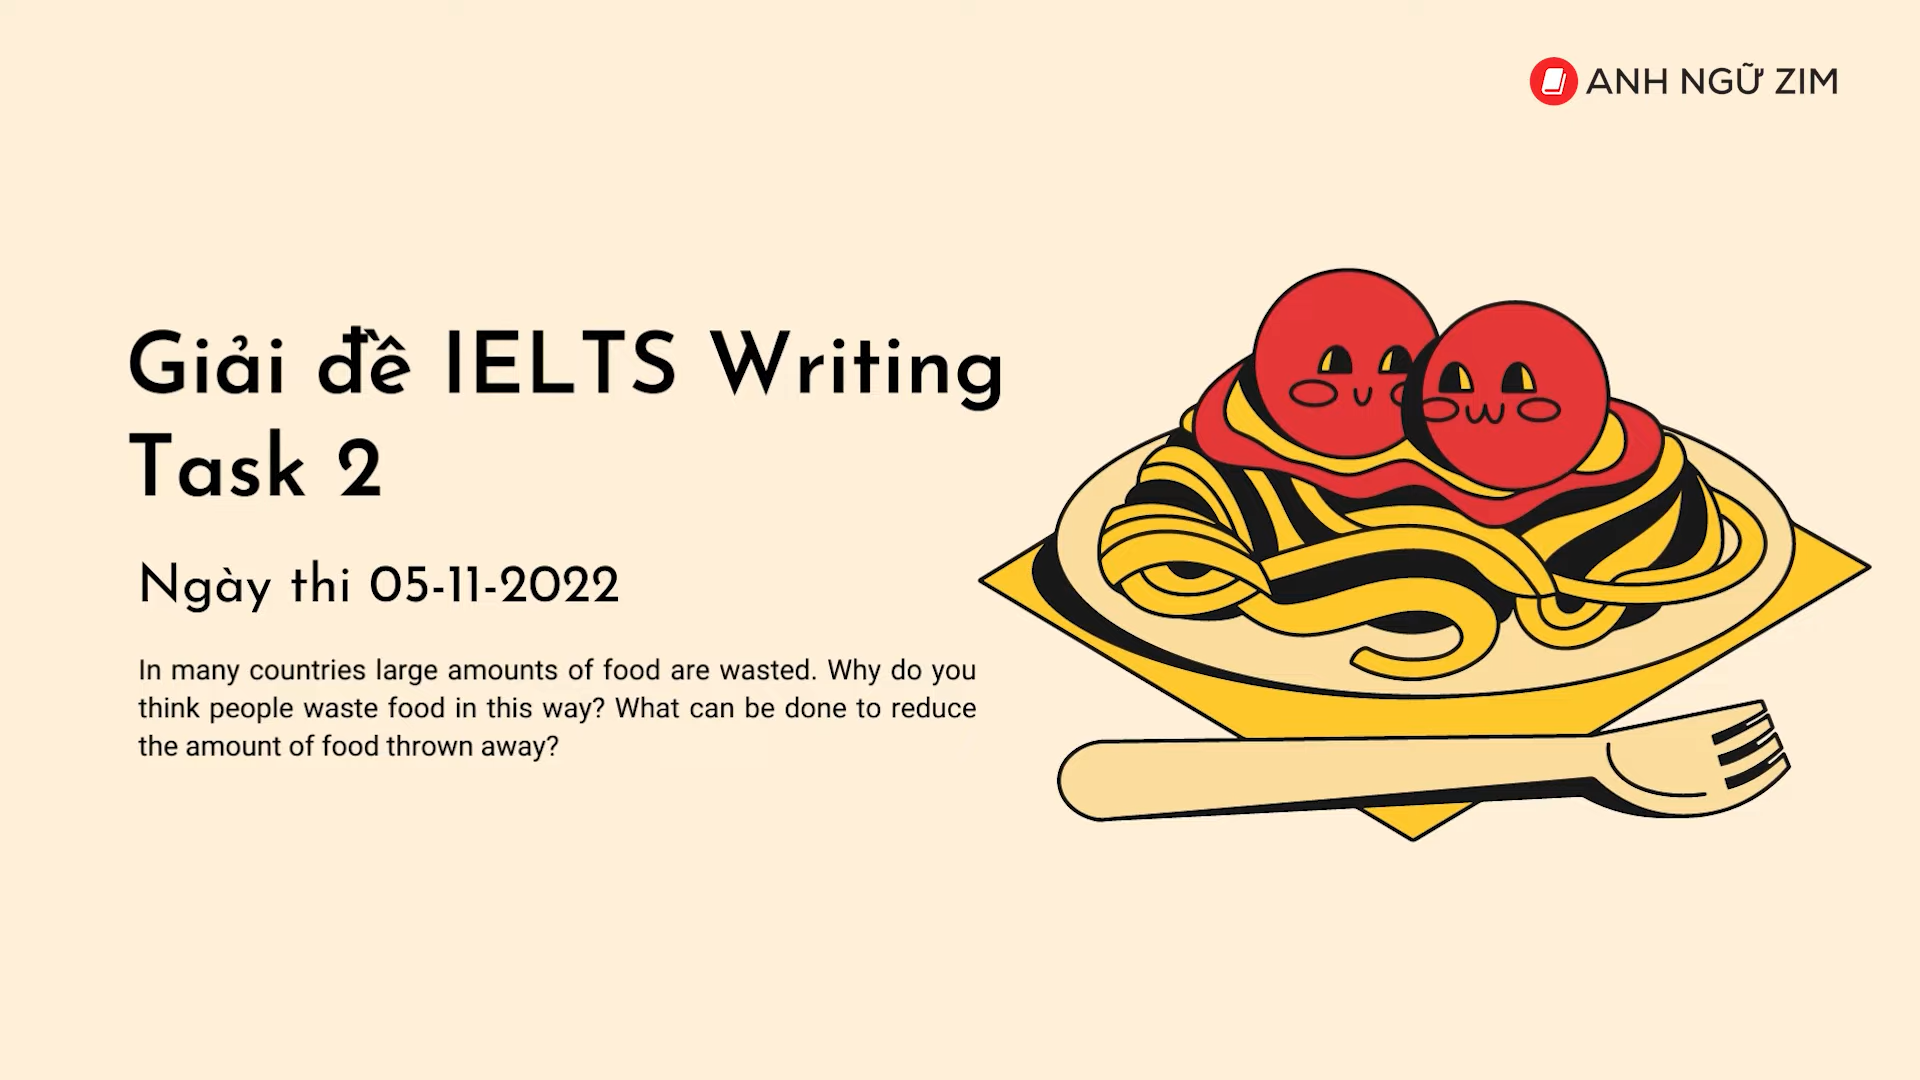 ANH NGỮ ZIM
Giải đề IELTS Writing
Task 2
Ngày thi 05-11-2022
In many countries large amounts of food are wasted. Why do you
think people waste food in this way? What can be done to reduce
the amount of food thrown away?